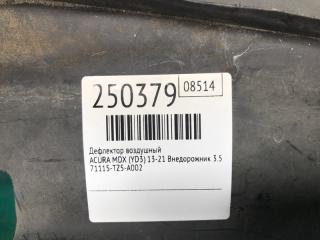 250379
08514
Дефлектор воздушный
ACURA MDX (YD3) 13-21 Внедорожник 3.5
71115-TZ5-A002